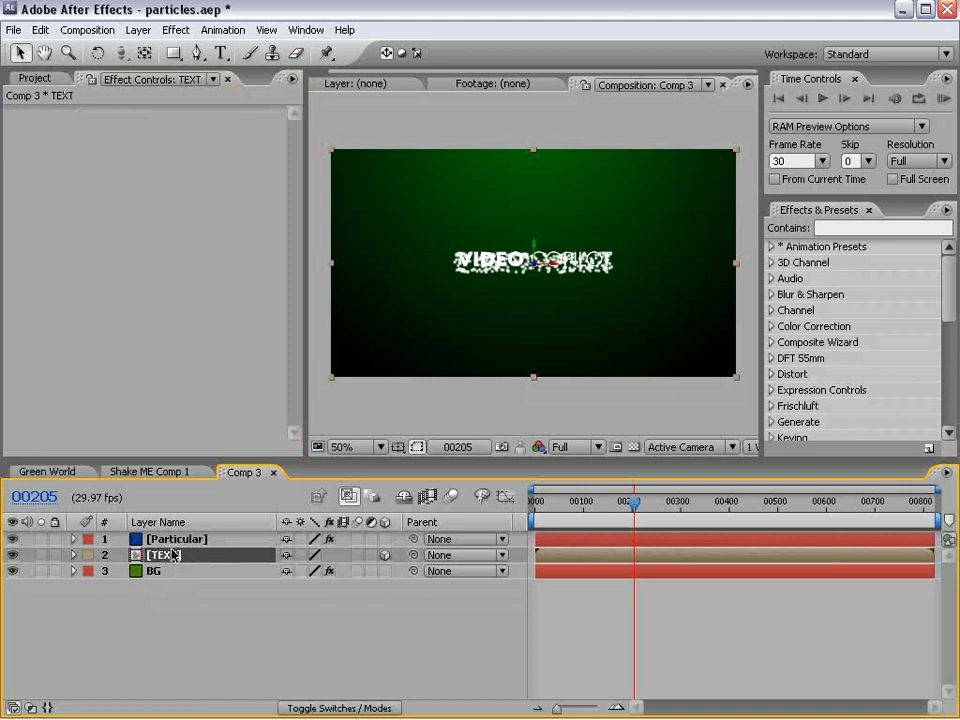 Adobe After Effects - particles.aep *
File Edit Composition Layer Effect Animation View Window Help
Workspace: Standard
Project Effect Controls: TEXT
Comp 3 * TEXT
Layer: (none) Footage: (none) Composition: Comp 3
Time Controls
RAM Preview Options
Frame Rate Skip Resolution
30 0 Full
From Current Time Full Screen
Effects & Presets
Contains:
* Animation Presets
3D Channel
Audio
Blur & Sharpen
Channel
Color Correction
Composite Wizard
DFT 55mm
Distort
Expression Controls
Frischluft
Generate
Keying
VIDEO COPILOT
50% 00205 Full Active Camera 1 V
Green World Shake ME Comp 1 Comp 3
00205 (29.97 fps)
0000 00100 00300 00400 00500 00600 00700 00800
# Layer Name Parent
1 [Particular] None
2 [TEXT] None
3 BG None
Toggle Switches / Modes